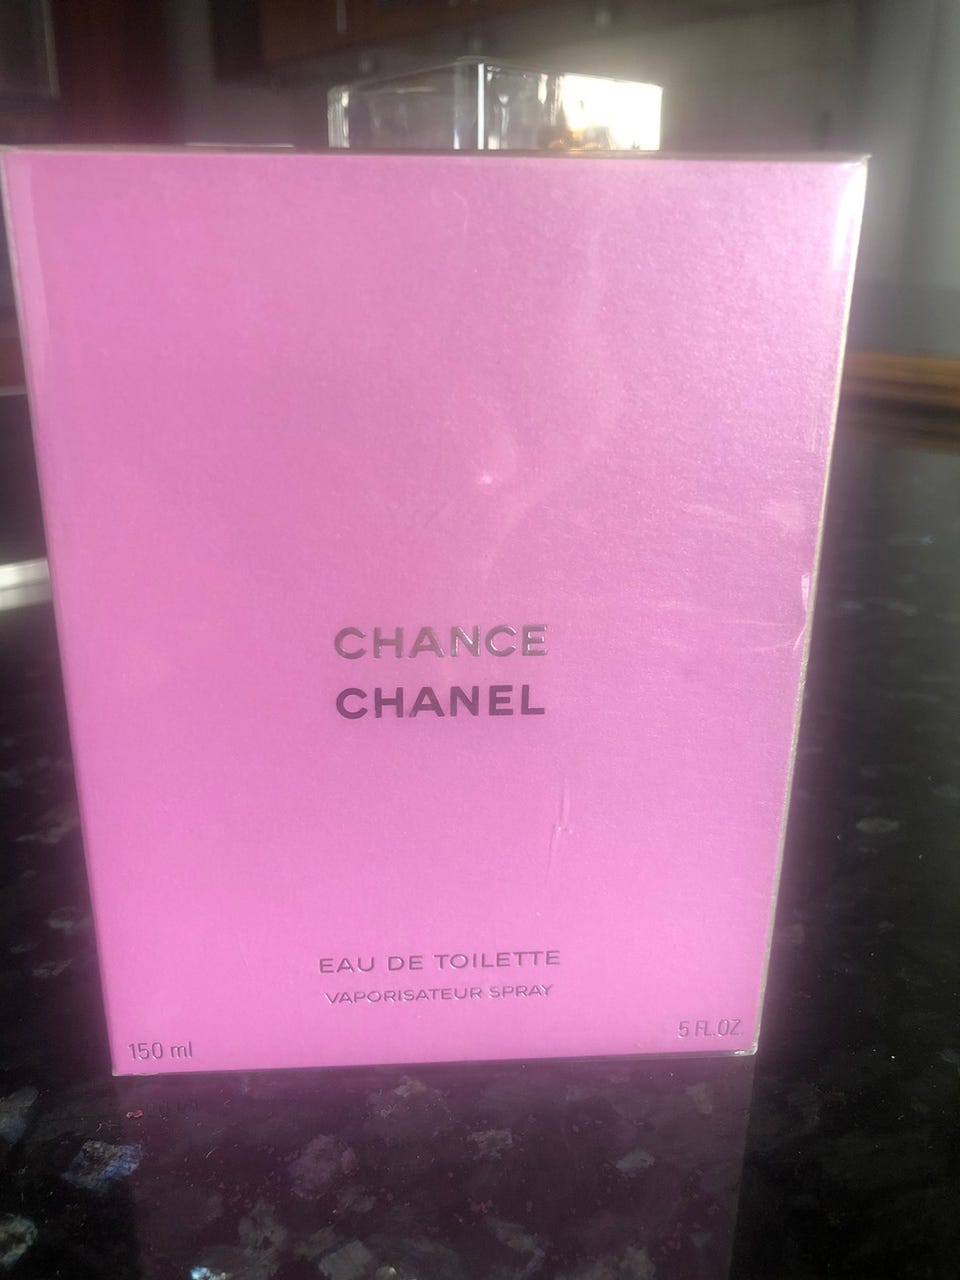 CHANCE
CHANEL
EAU DE TOILETTE
VAPORISATEUR SPRAY
150 ml
5 FL.OZ.